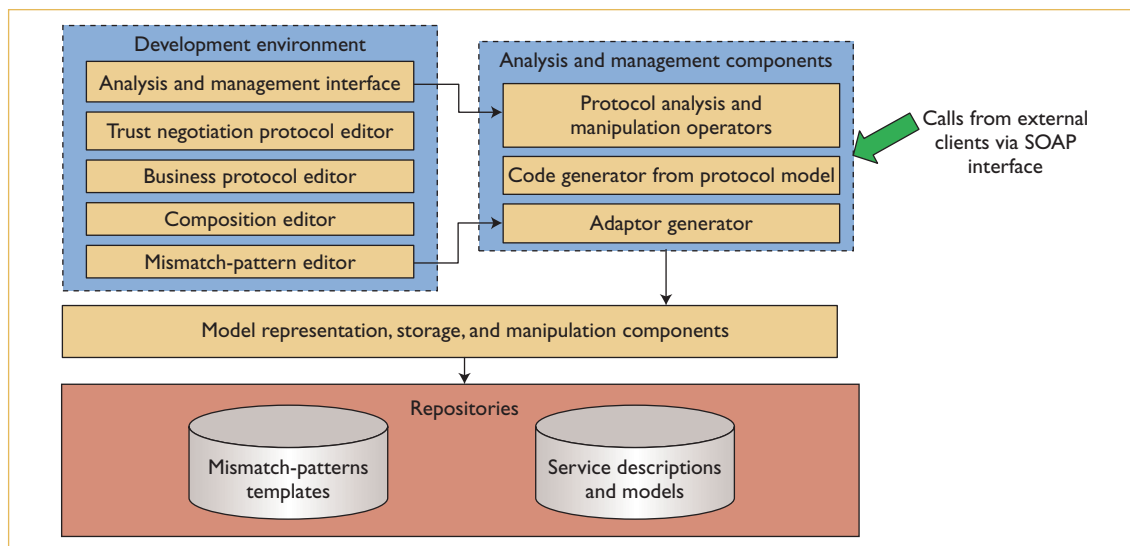 Development environment
Analysis and management interface
Trust negotiation protocol editor
Business protocol editor
Composition editor
Mismatch-pattern editor
Analysis and management components
Protocol analysis and
manipulation operators
Code generator from protocol model
Adaptor generator
Calls from external
clients via SOAP
interface
Model representation, storage, and manipulation components
Repositories
Mismatch-patterns
templates
Service descriptions
and models